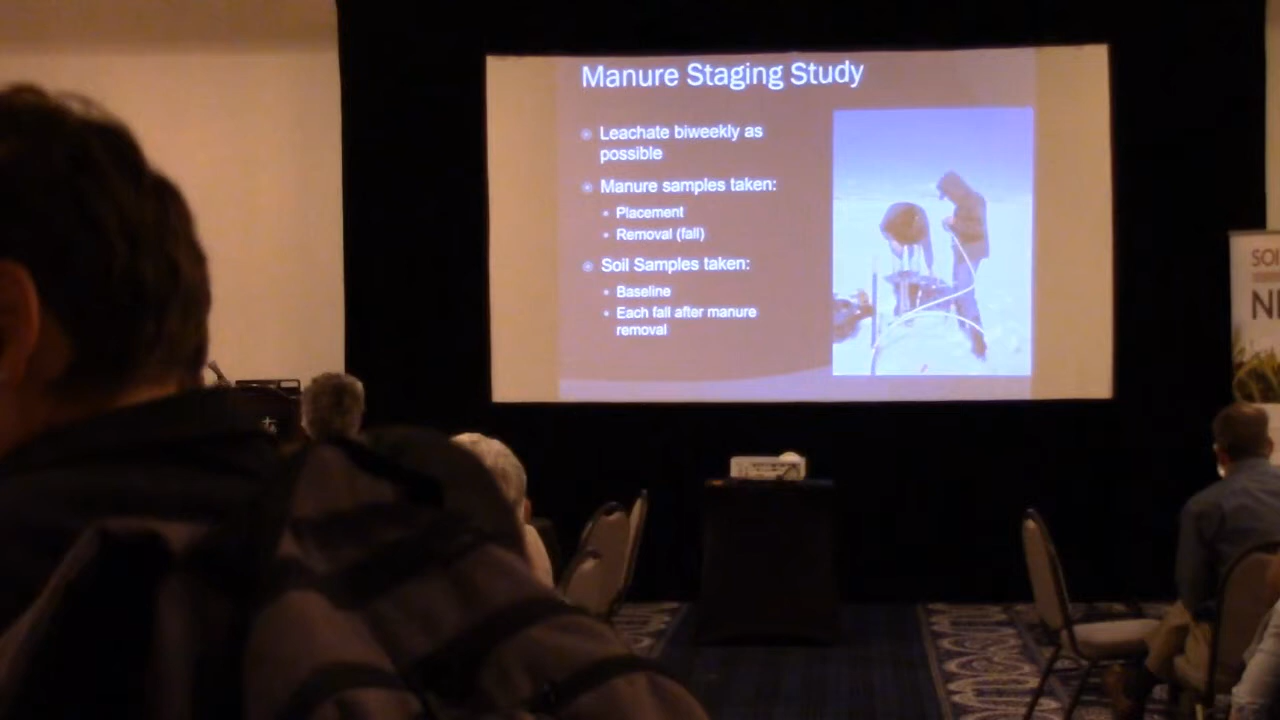 Manure Staging Study
Leachate biweekly as
possible
Manure samples taken:
Placement
Removal (fall)
Soil Samples taken:
Baseline
Each fall after manure
removal